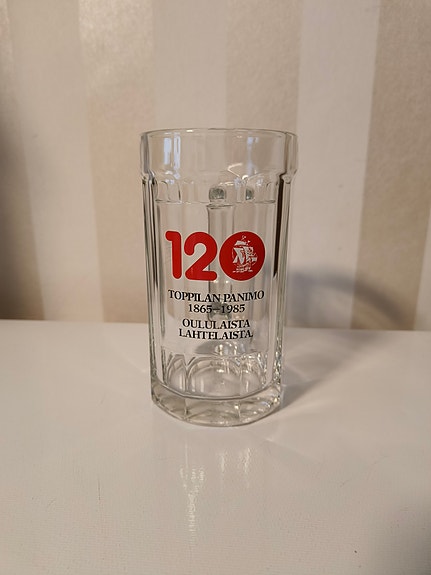 120
TOPPILAN PANIMO
1865–1985
OULULAISTA
LAHTELAISTA